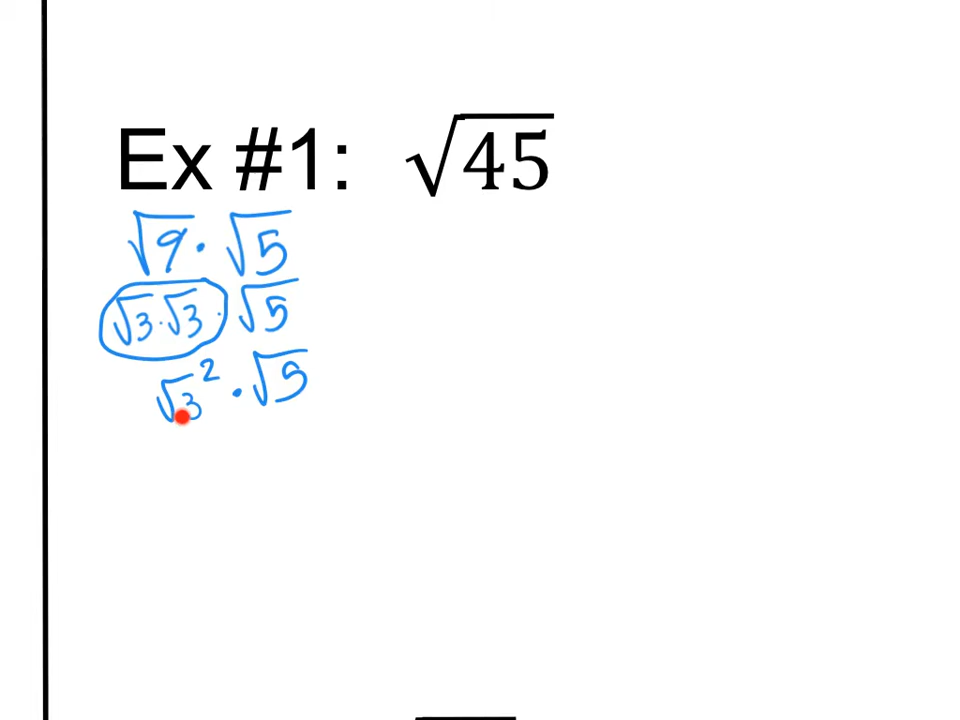 Ex #1: √45
√9 · √5
√3 · √3 · √5
√3² · √5